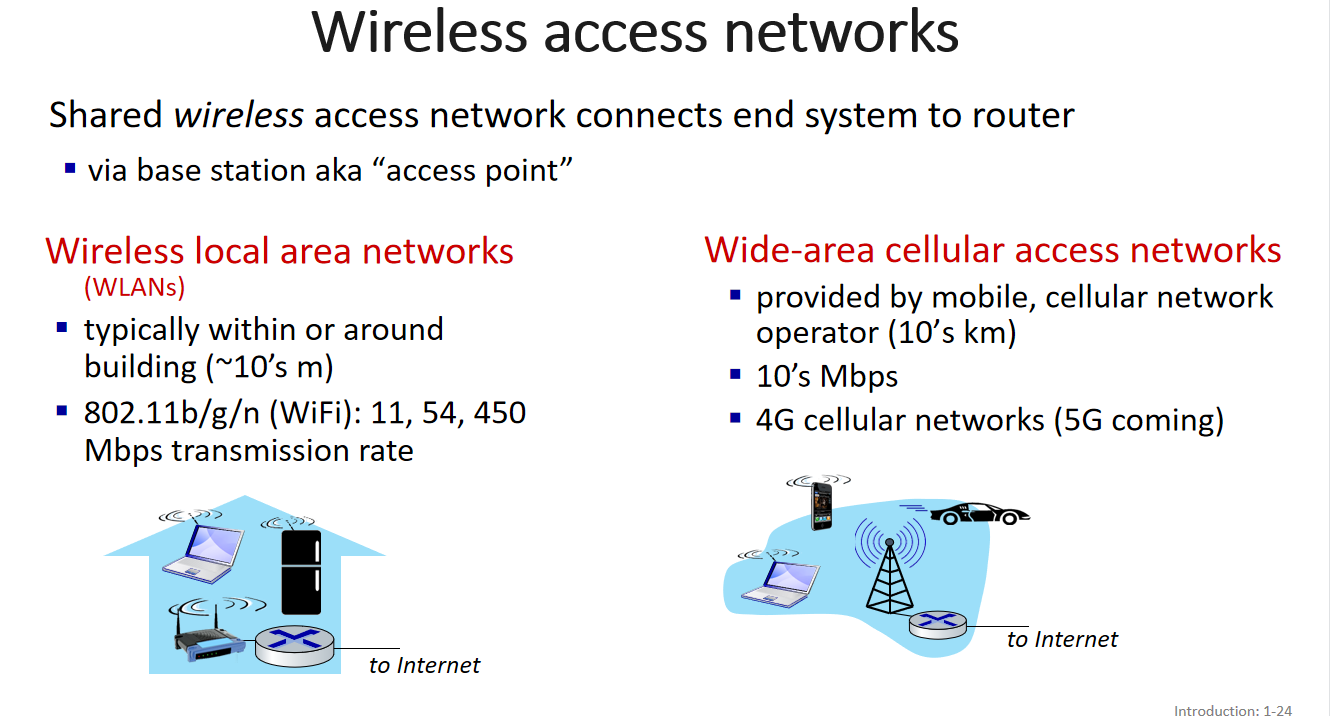 Wireless access networks
Shared wireless access network connects end system to router
▪ via base station aka “access point”
Wireless local area networks
(WLANs)
▪ typically within or around
building (~10’s m)
▪ 802.11b/g/n (WiFi): 11, 54, 450
Mbps transmission rate
to Internet
Wide-area cellular access networks
▪ provided by mobile, cellular network
operator (10’s km)
▪ 10’s Mbps
▪ 4G cellular networks (5G coming)
to Internet
Introduction: 1-24